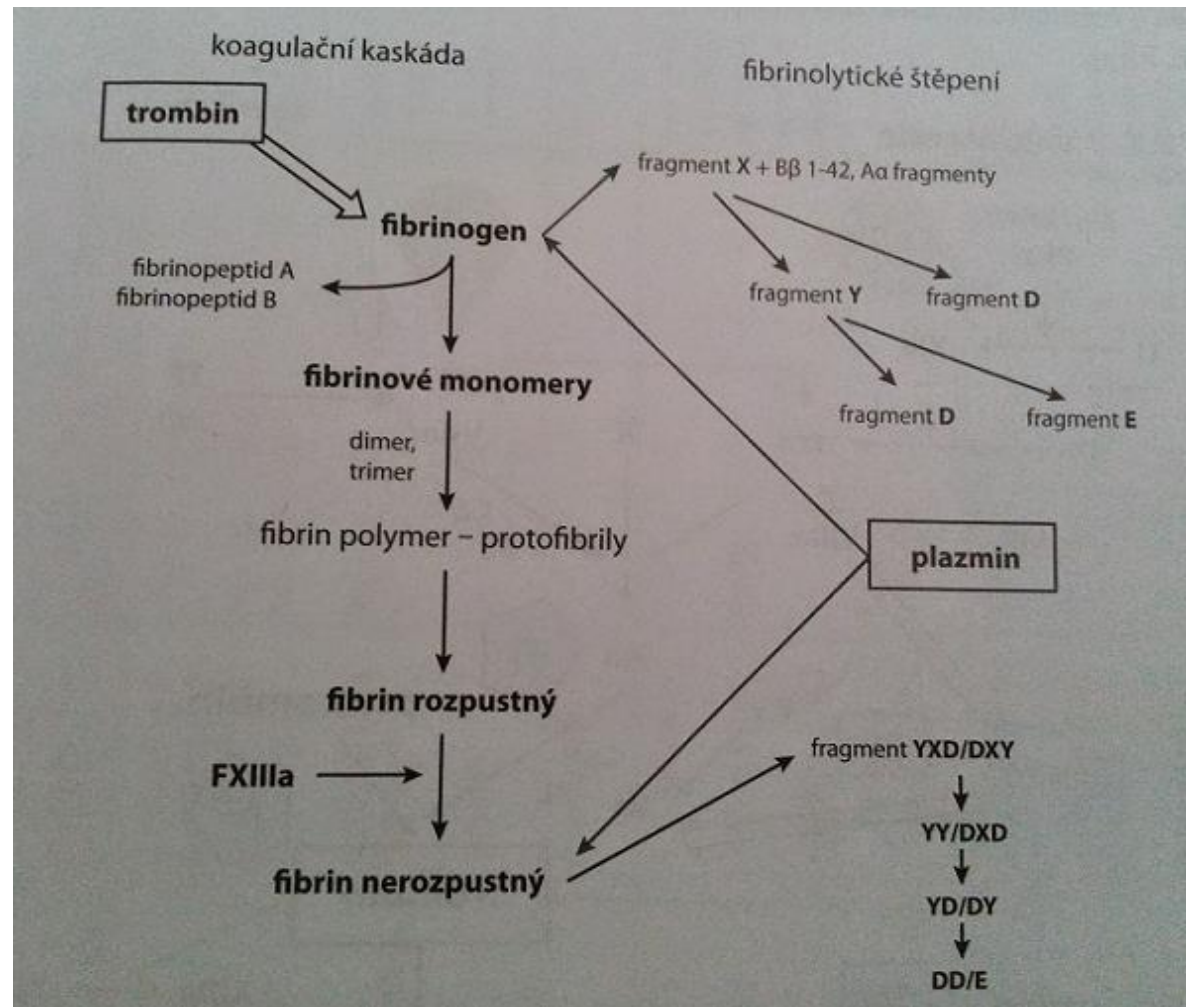 koagulační kaskáda
fibrinolytické štěpení
trombin
fragment X + Bβ 1-42, Aα fragmenty
fibrinogen
fibrinopeptid A
fibrinopeptid B
fragment Y
fragment D
fibrinové monomery
fragment D
fragment E
dimer,
trimer
fibrin polymer – protofibrily
plazmin
fibrin rozpustný
FXIIIa
fragment YXD/DXY
YY/DXD
fibrin nerozpustný
YD/DY
DD/E